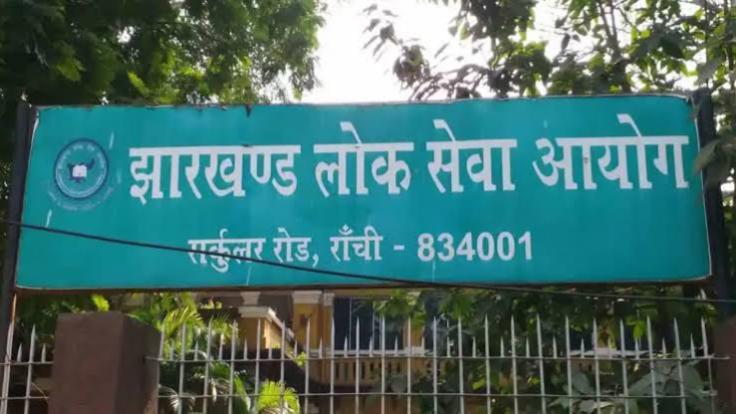 झारखण्ड लोक सेवा आयोग
सर्कुलर रोड, राँची - 834001